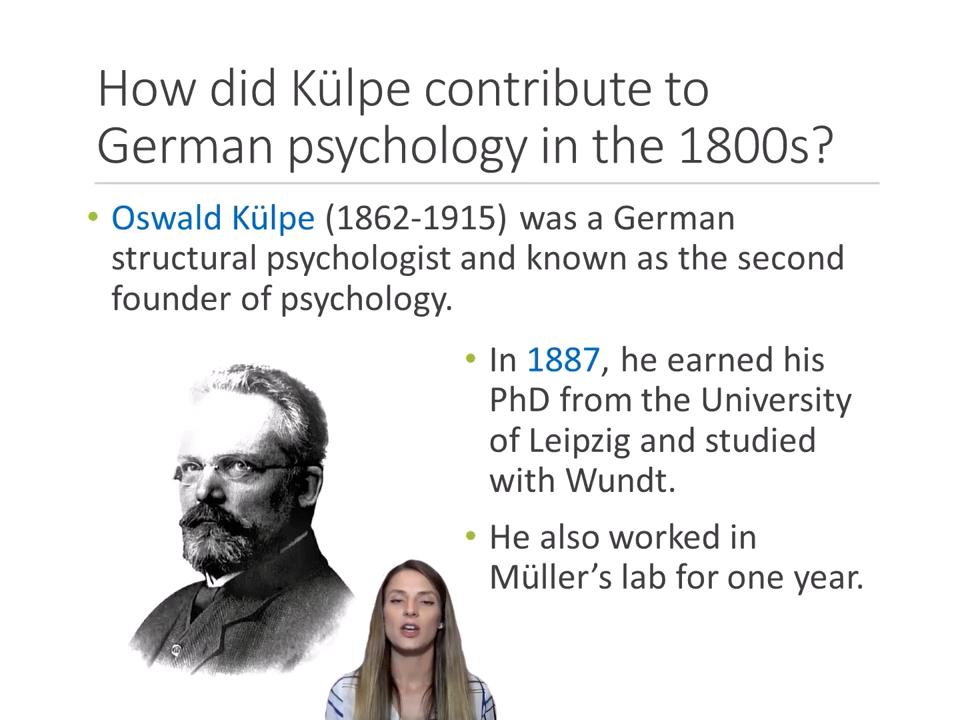 How did Külpe contribute to
German psychology in the 1800s?
• Oswald Külpe (1862-1915) was a German
structural psychologist and known as the second
founder of psychology.
• In 1887, he earned his
PhD from the University
of Leipzig and studied
with Wundt.
• He also worked in
Müller’s lab for one year.